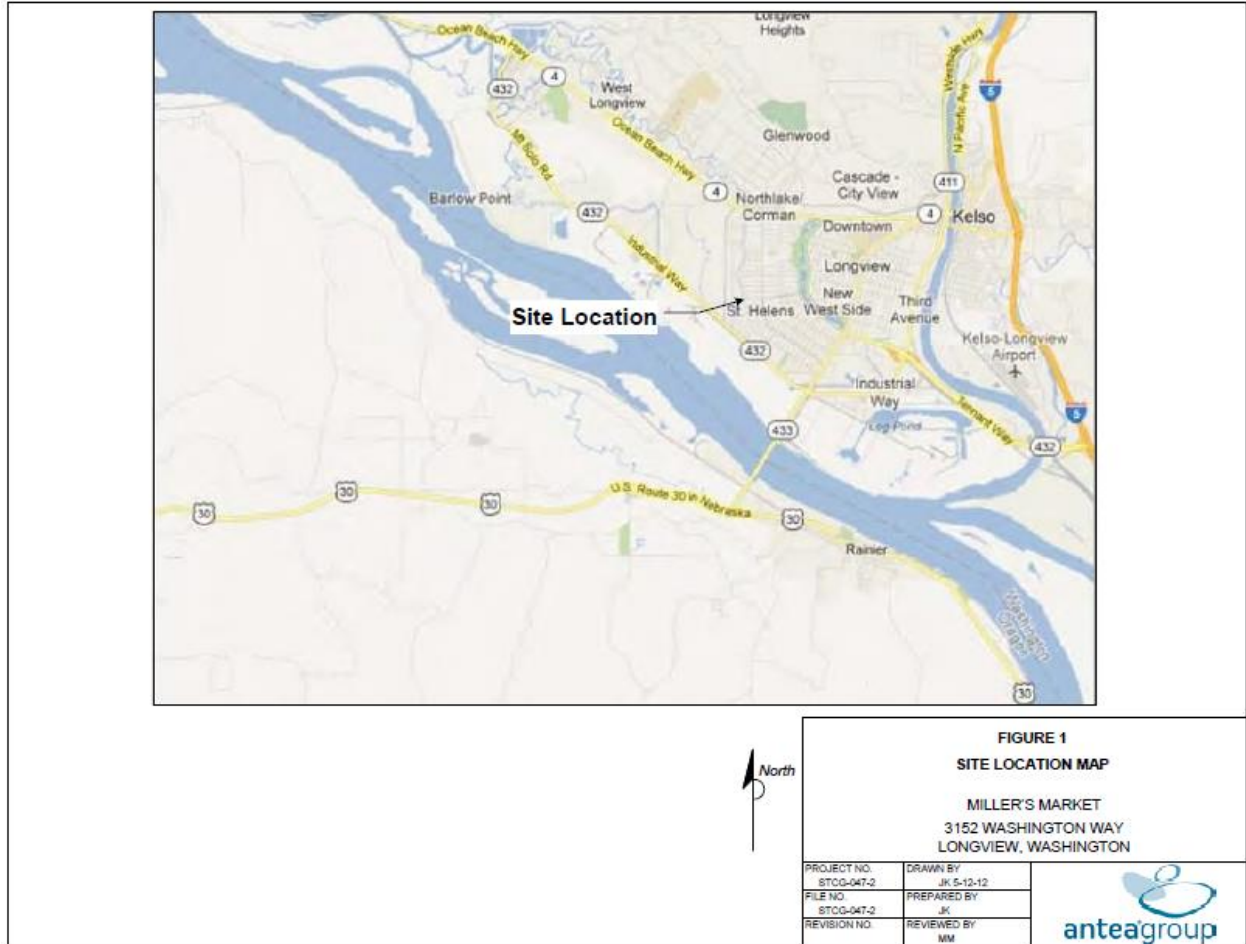 Longview
Heights
Ocean Beach Hwy
4
432
West
Longview
Westside Hwy
N Pacific Ave
5
Glenwood
Mt Solo Rd
Ocean Beach Hwy
Cascade -
City View
411
Barlow Point
4
Northlake/
Corman
4
Kelso
432
Downtown
Industrial Way
Longview
Site Location
St. Helens
New
West Side
Third
Avenue
432
Kelso-Longview
Airport
Industrial
Way
Tennant Way
5
433
Log Pond
432
30
30
30
U.S. Route 30 in Nebraska
30
Rainier
Washington
Oregon
30
North
FIGURE 1
SITE LOCATION MAP
MILLER'S MARKET
3152 WASHINGTON WAY
LONGVIEW, WASHINGTON
PROJECT NO.
STCG-047-2
DRAWN BY
JK 5-12-12
FILE NO.
STCG-047-2
PREPARED BY
JK
REVISION NO.
REVIEWED BY
MM
anteagroup